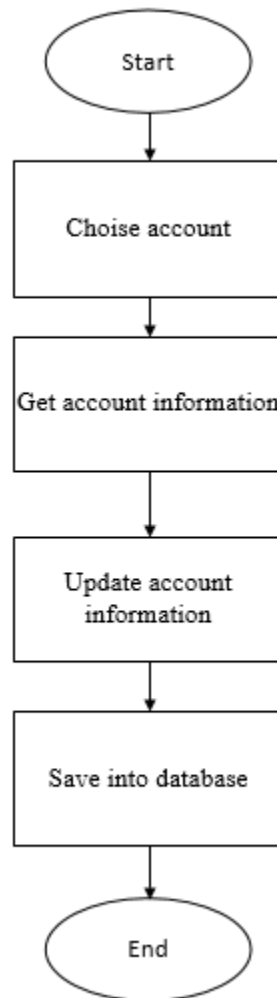 Start
Choise account
Get account information
Update account
information
Save into database
End